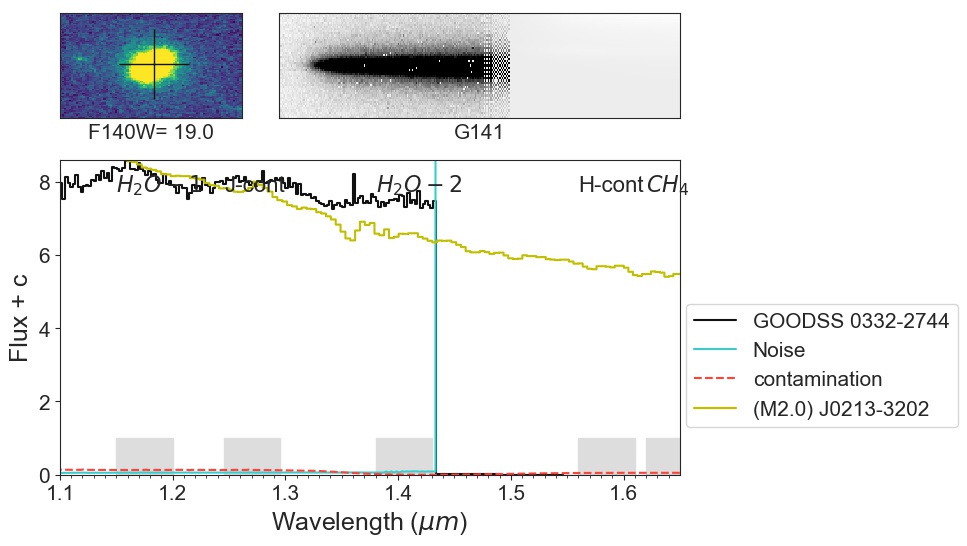 F140W= 19.0
G141
H₂O − 1
J-cont
H₂O − 2
H-cont
CH₄
8
6
4
2
0
Flux + c
1.1
1.2
1.3
1.4
1.5
1.6
Wavelength (μm)
GOODSS 0332-2744
Noise
contamination
(M2.0) J0213-3202